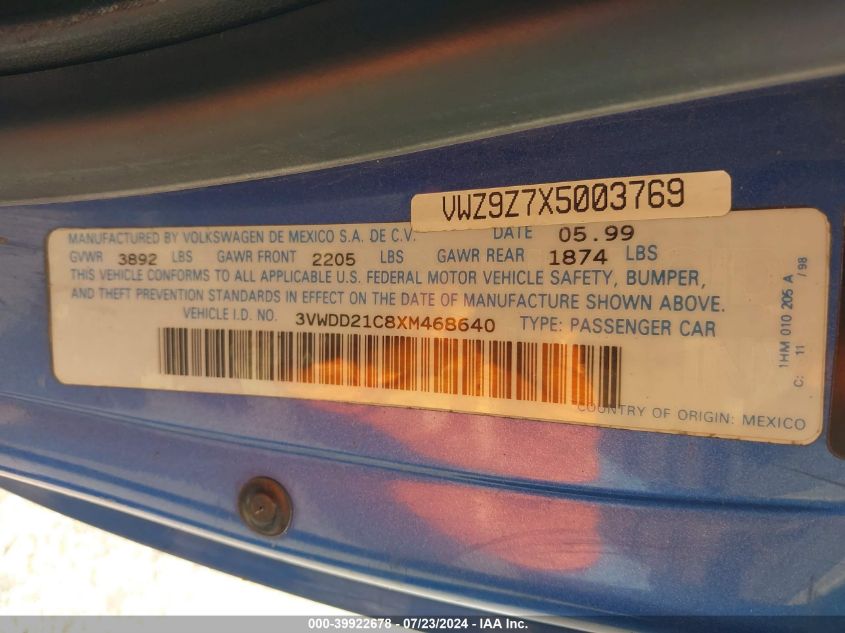 VWZ9Z7X5003769
MANUFACTURED BY VOLKSWAGEN DE MEXICO S.A. DE C.V. DATE 05.99
GVWR 3892 LBS GAWR FRONT 2205 LBS GAWR REAR 1874 LBS
THIS VEHICLE CONFORMS TO ALL APPLICABLE U.S. FEDERAL MOTOR VEHICLE SAFETY, BUMPER,
AND THEFT PREVENTION STANDARDS IN EFFECT ON THE DATE OF MANUFACTURE SHOWN ABOVE.
VEHICLE I.D. NO. 3VWDD21C8XM468640 TYPE: PASSENGER CAR
COUNTRY OF ORIGIN: MEXICO
1HM 010 205 A
C: 11 / 98
000-39922678 - 07/23/2024 - IAA Inc.